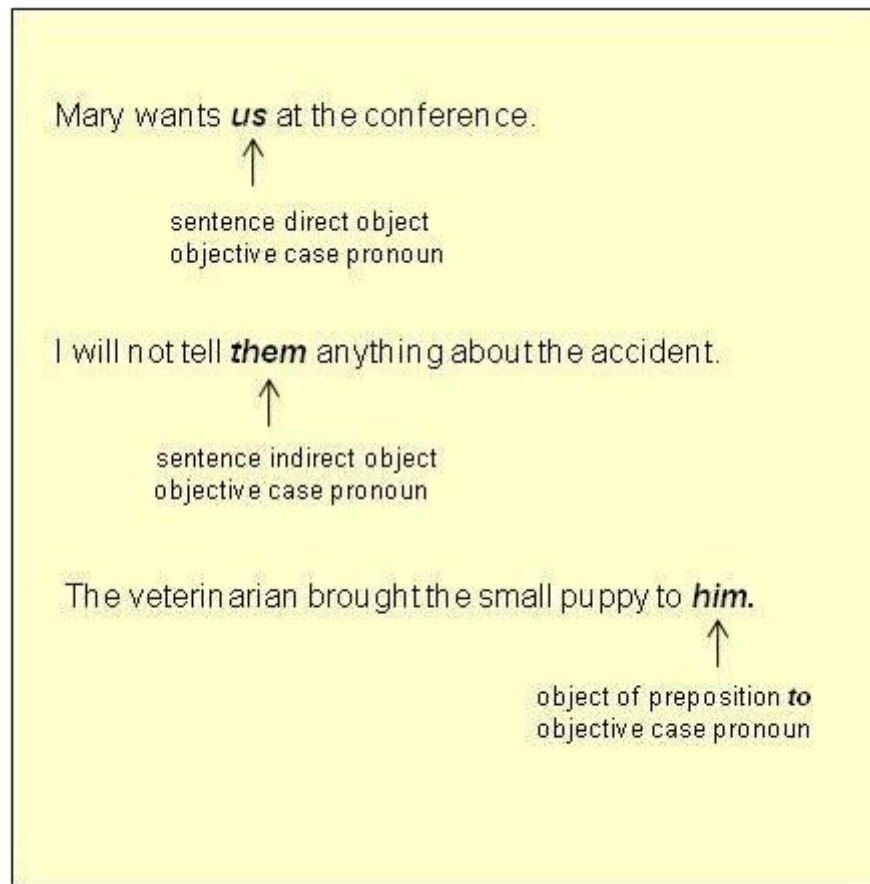 Mary wants us at the conference.
sentence direct object
objective case pronoun
I will not tell them anything about the accident.
sentence indirect object
objective case pronoun
The veterinarian brought the small puppy to him.
object of preposition to
objective case pronoun